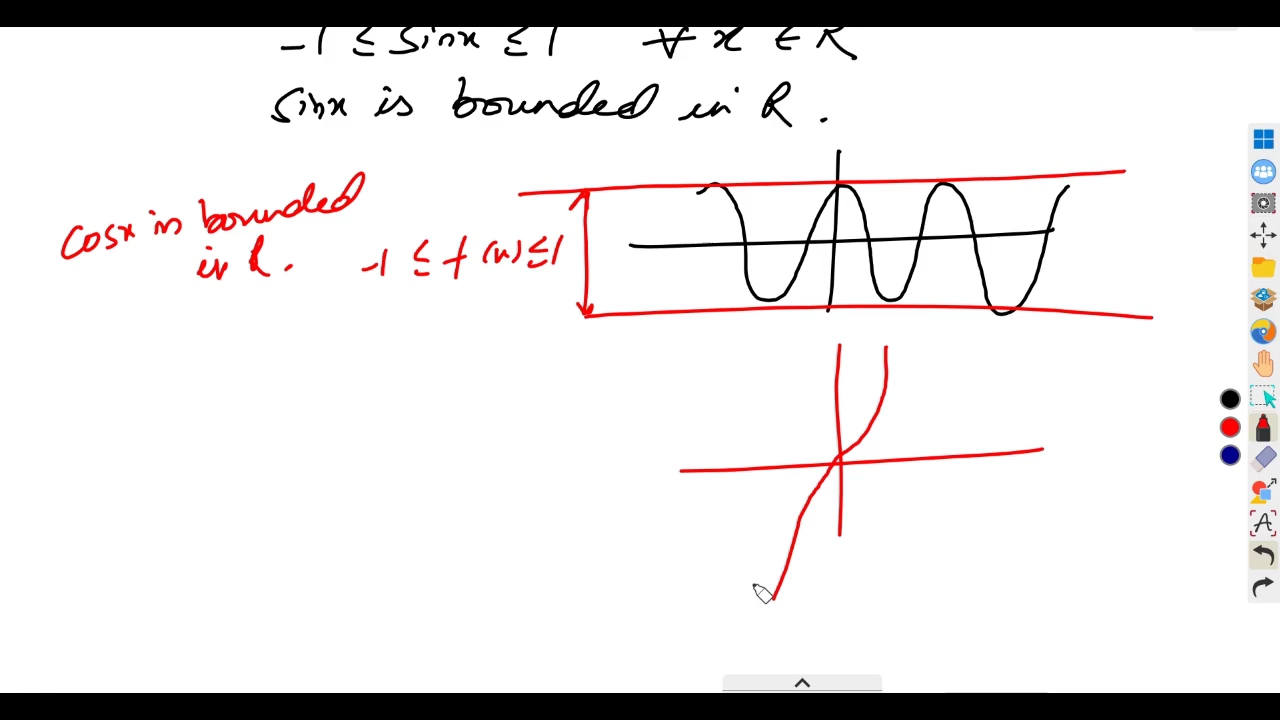 -1 ≤ sinx ≤ 1 ∀ x ∈ R
sinx is bounded in R.
cosx is bounded
in R. -1 ≤ f(x) ≤ 1